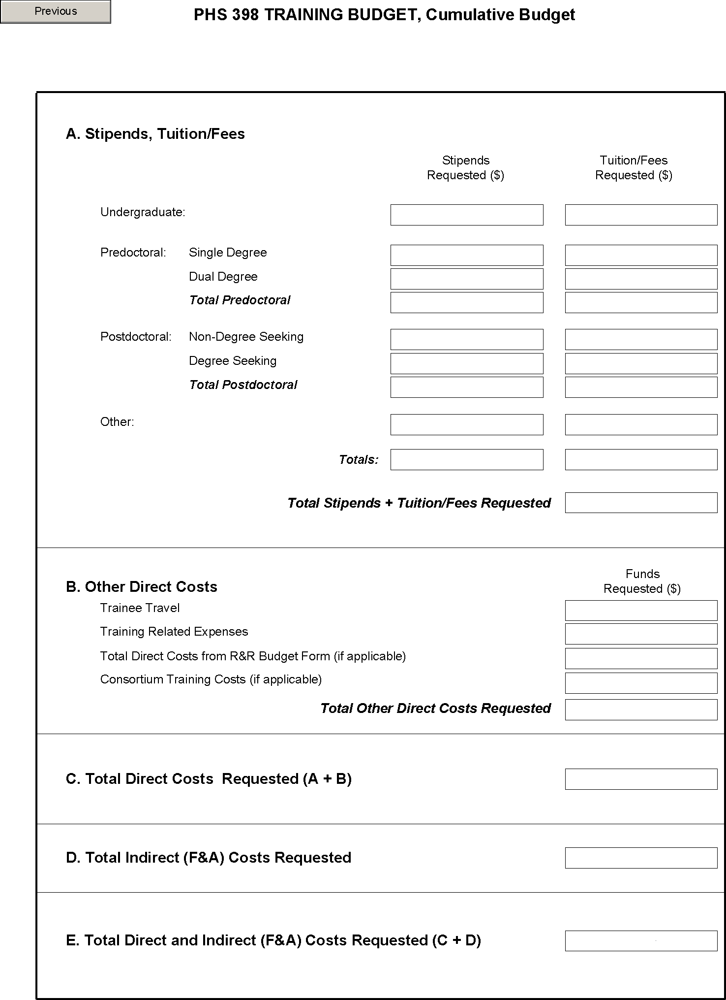 Previous
PHS 398 TRAINING BUDGET, Cumulative Budget
A. Stipends, Tuition/Fees
Stipends
Requested ($)
Tuition/Fees
Requested ($)
Undergraduate:
Predoctoral: Single Degree
Dual Degree
Total Predoctoral
Postdoctoral: Non-Degree Seeking
Degree Seeking
Total Postdoctoral
Other:
Totals:
Total Stipends + Tuition/Fees Requested
B. Other Direct Costs
Funds
Requested ($)
Trainee Travel
Training Related Expenses
Total Direct Costs from R&R Budget Form (if applicable)
Consortium Training Costs (if applicable)
Total Other Direct Costs Requested
C. Total Direct Costs  Requested (A + B)
D. Total Indirect (F&A) Costs Requested
E. Total Direct and Indirect (F&A) Costs Requested (C + D)